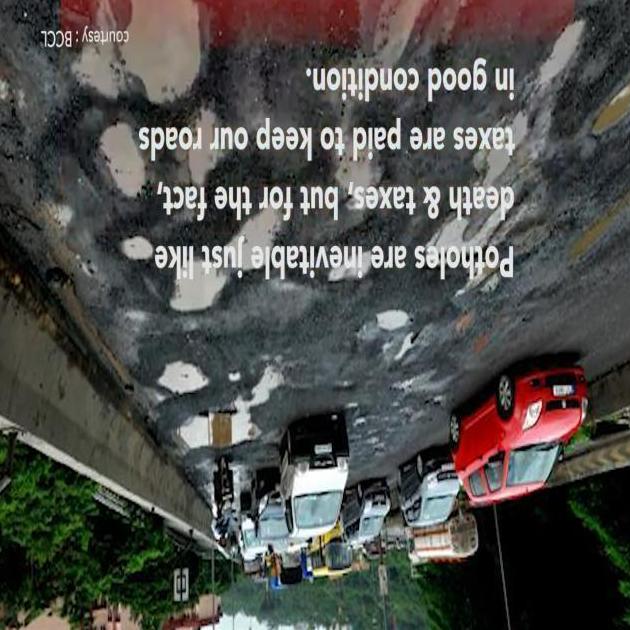 Potholes are inevitable just like
death & taxes, but for the fact,
taxes are paid to keep our roads
in good condition.
courtesy : BCCL